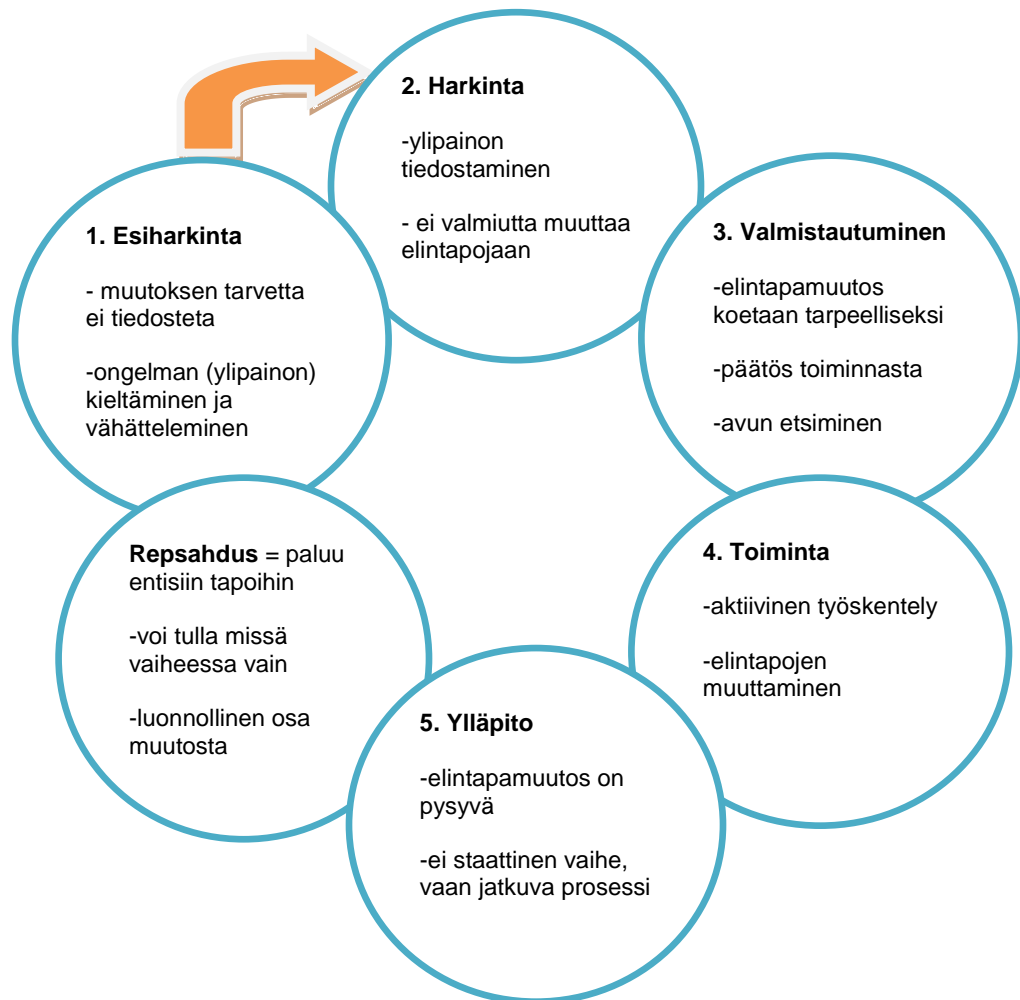 1. Esiharkinta
- muutoksen tarvetta
ei tiedosteta
-ongelman (ylipainon)
kieltäminen ja
vähätteleminen
2. Harkinta
-ylipainon
tiedostaminen
- ei valmiutta muuttaa
elintapojaan
3. Valmistautuminen
-elintapamuutos
koetaan tarpeelliseksi
-päätös toiminnasta
-avun etsiminen
4. Toiminta
-aktiivinen työskentely
-elintapojen
muuttaminen
5. Ylläpito
-elintapamuutos on
pysyvä
-ei staattinen vaihe,
vaan jatkuva prosessi
Repsahdus = paluu
entisiin tapoihin
-voi tulla missä
vaiheessa vain
-luonnollinen osa
muutosta